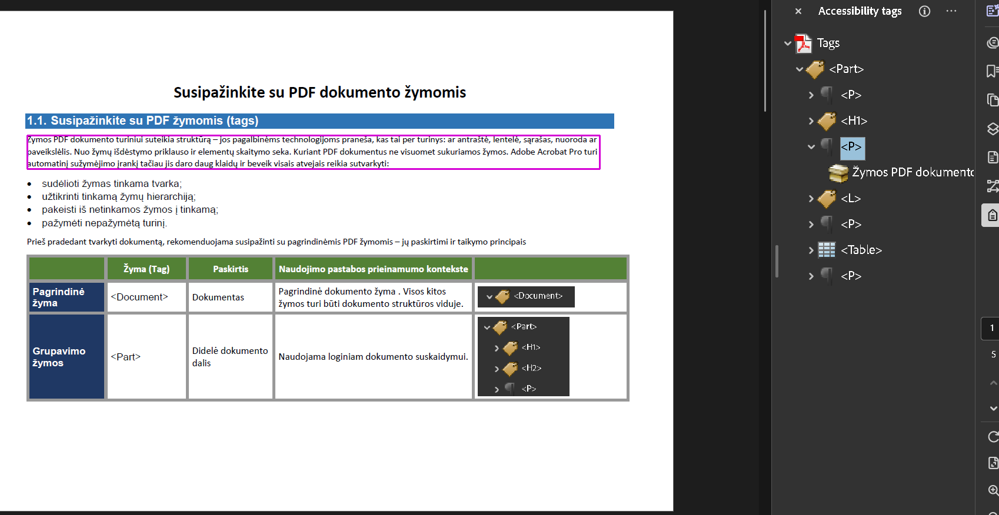 Susipažinkite su PDF dokumento žymomis
1.1. Susipažinkite su PDF žymomis (tags)
Žymos PDF dokumento turiniui suteikia struktūrą – jos pagalbinėms technologijoms praneša, kas tai per turinys: ar antraštė, lentelė, sąrašas, nuoroda ar
paveikslėlis. Nuo žymų išdėstymo priklauso ir elementų skaitymo seka. Kuriant PDF dokumentus ne visuomet sukuriamos žymos. Adobe Acrobat Pro turi
automatinį sužymėjimo įrankį tačiau jis daro daug klaidų ir beveik visais atvejais reikia sutvarkyti:
• sudėlioti žymas tinkama tvarka;
• užtikrinti tinkamą žymų hierarchiją;
• pakeisti iš netinkamos žymos į tinkamą;
• pažymėti nepažymėtą turinį.
Prieš pradedant tvarkyti dokumentą, rekomenduojama susipažinti su pagrindinėmis PDF žymomis – jų paskirtimi ir taikymo principais
Žyma (Tag) Paskirtis Naudojimo pastabos prieinamumo kontekste
Pagrindinė
žyma
<Document>
Dokumentas
Pagrindinė dokumento žyma . Visos kitos
žymos turi būti dokumento struktūros viduje.
<Document>
Grupavimo
žymos
<Part>
Didelė dokumento
dalis
Naudojama loginiam dokumento suskaidymui.
<Part>
<H1>
<H2>
<P>
Accessibility tags
Tags
<Part>
<P>
<H1>
<P>
Žymos PDF dokumento
<L>
<P>
<Table>
<P>
1
5